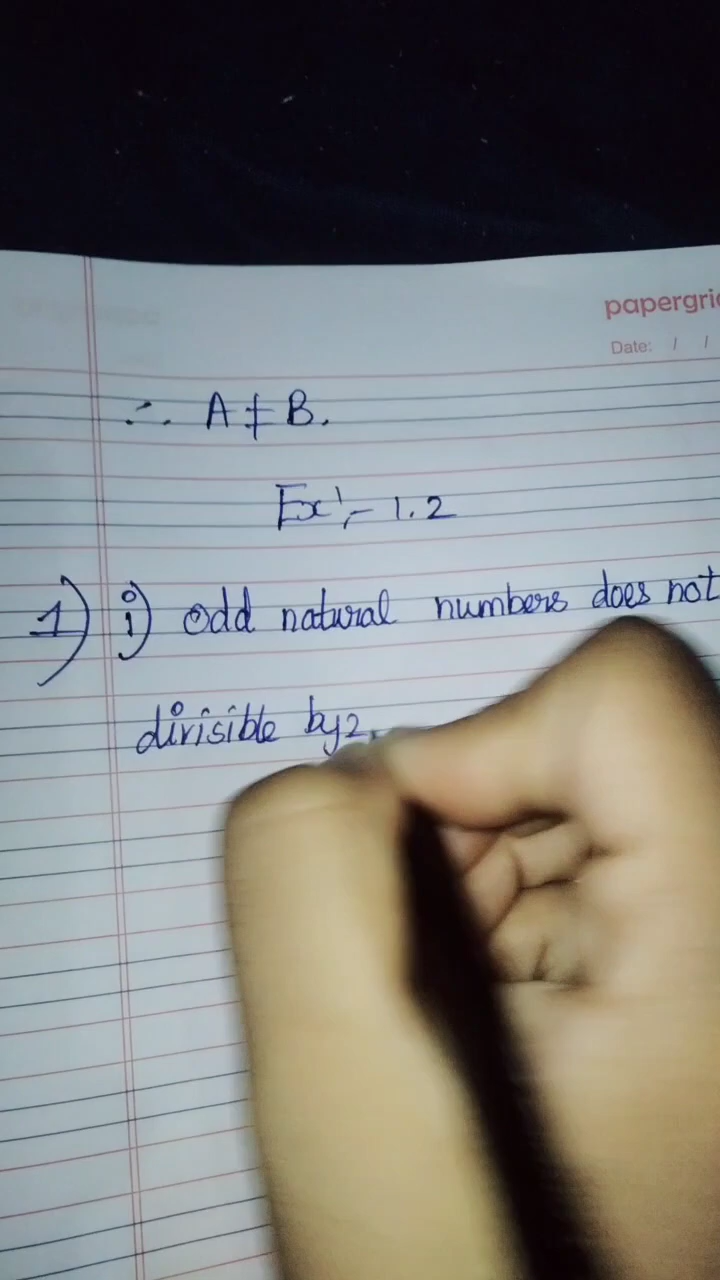 papergri
Date: / /
∴ A ≠ B.
Ex:- 1.2
1) i) odd natural numbers does not
divisible by 2.